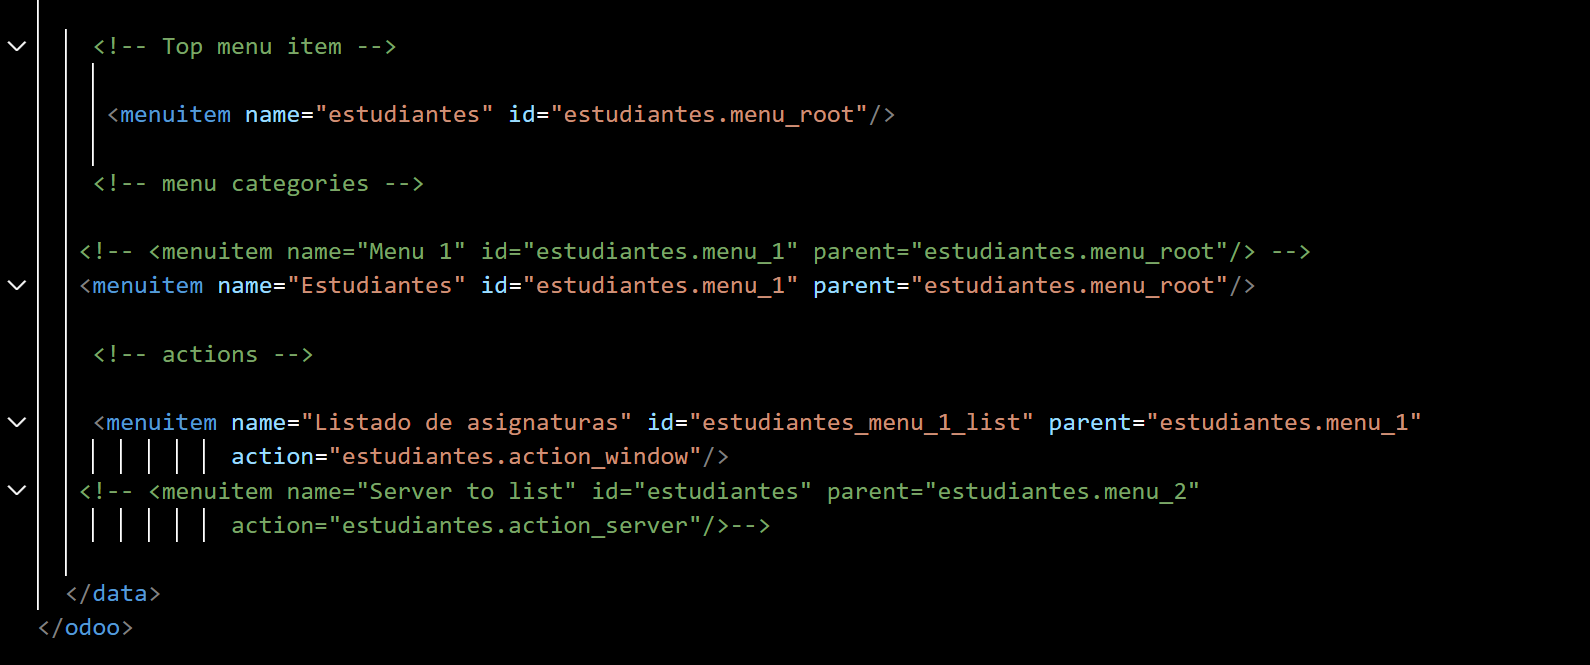 <!-- Top menu item -->
<menuitem name="estudiantes" id="estudiantes.menu_root"/>
<!-- menu categories -->
<!-- <menuitem name="Menu 1" id="estudiantes.menu_1" parent="estudiantes.menu_root"/> -->
<menuitem name="Estudiantes" id="estudiantes.menu_1" parent="estudiantes.menu_root"/>
<!-- actions -->
<menuitem name="Listado de asignaturas" id="estudiantes_menu_1_list" parent="estudiantes.menu_1"
action="estudiantes.action_window"/>
<!-- <menuitem name="Server to list" id="estudiantes" parent="estudiantes.menu_2"
action="estudiantes.action_server"/>-->
</data>
</odoo>